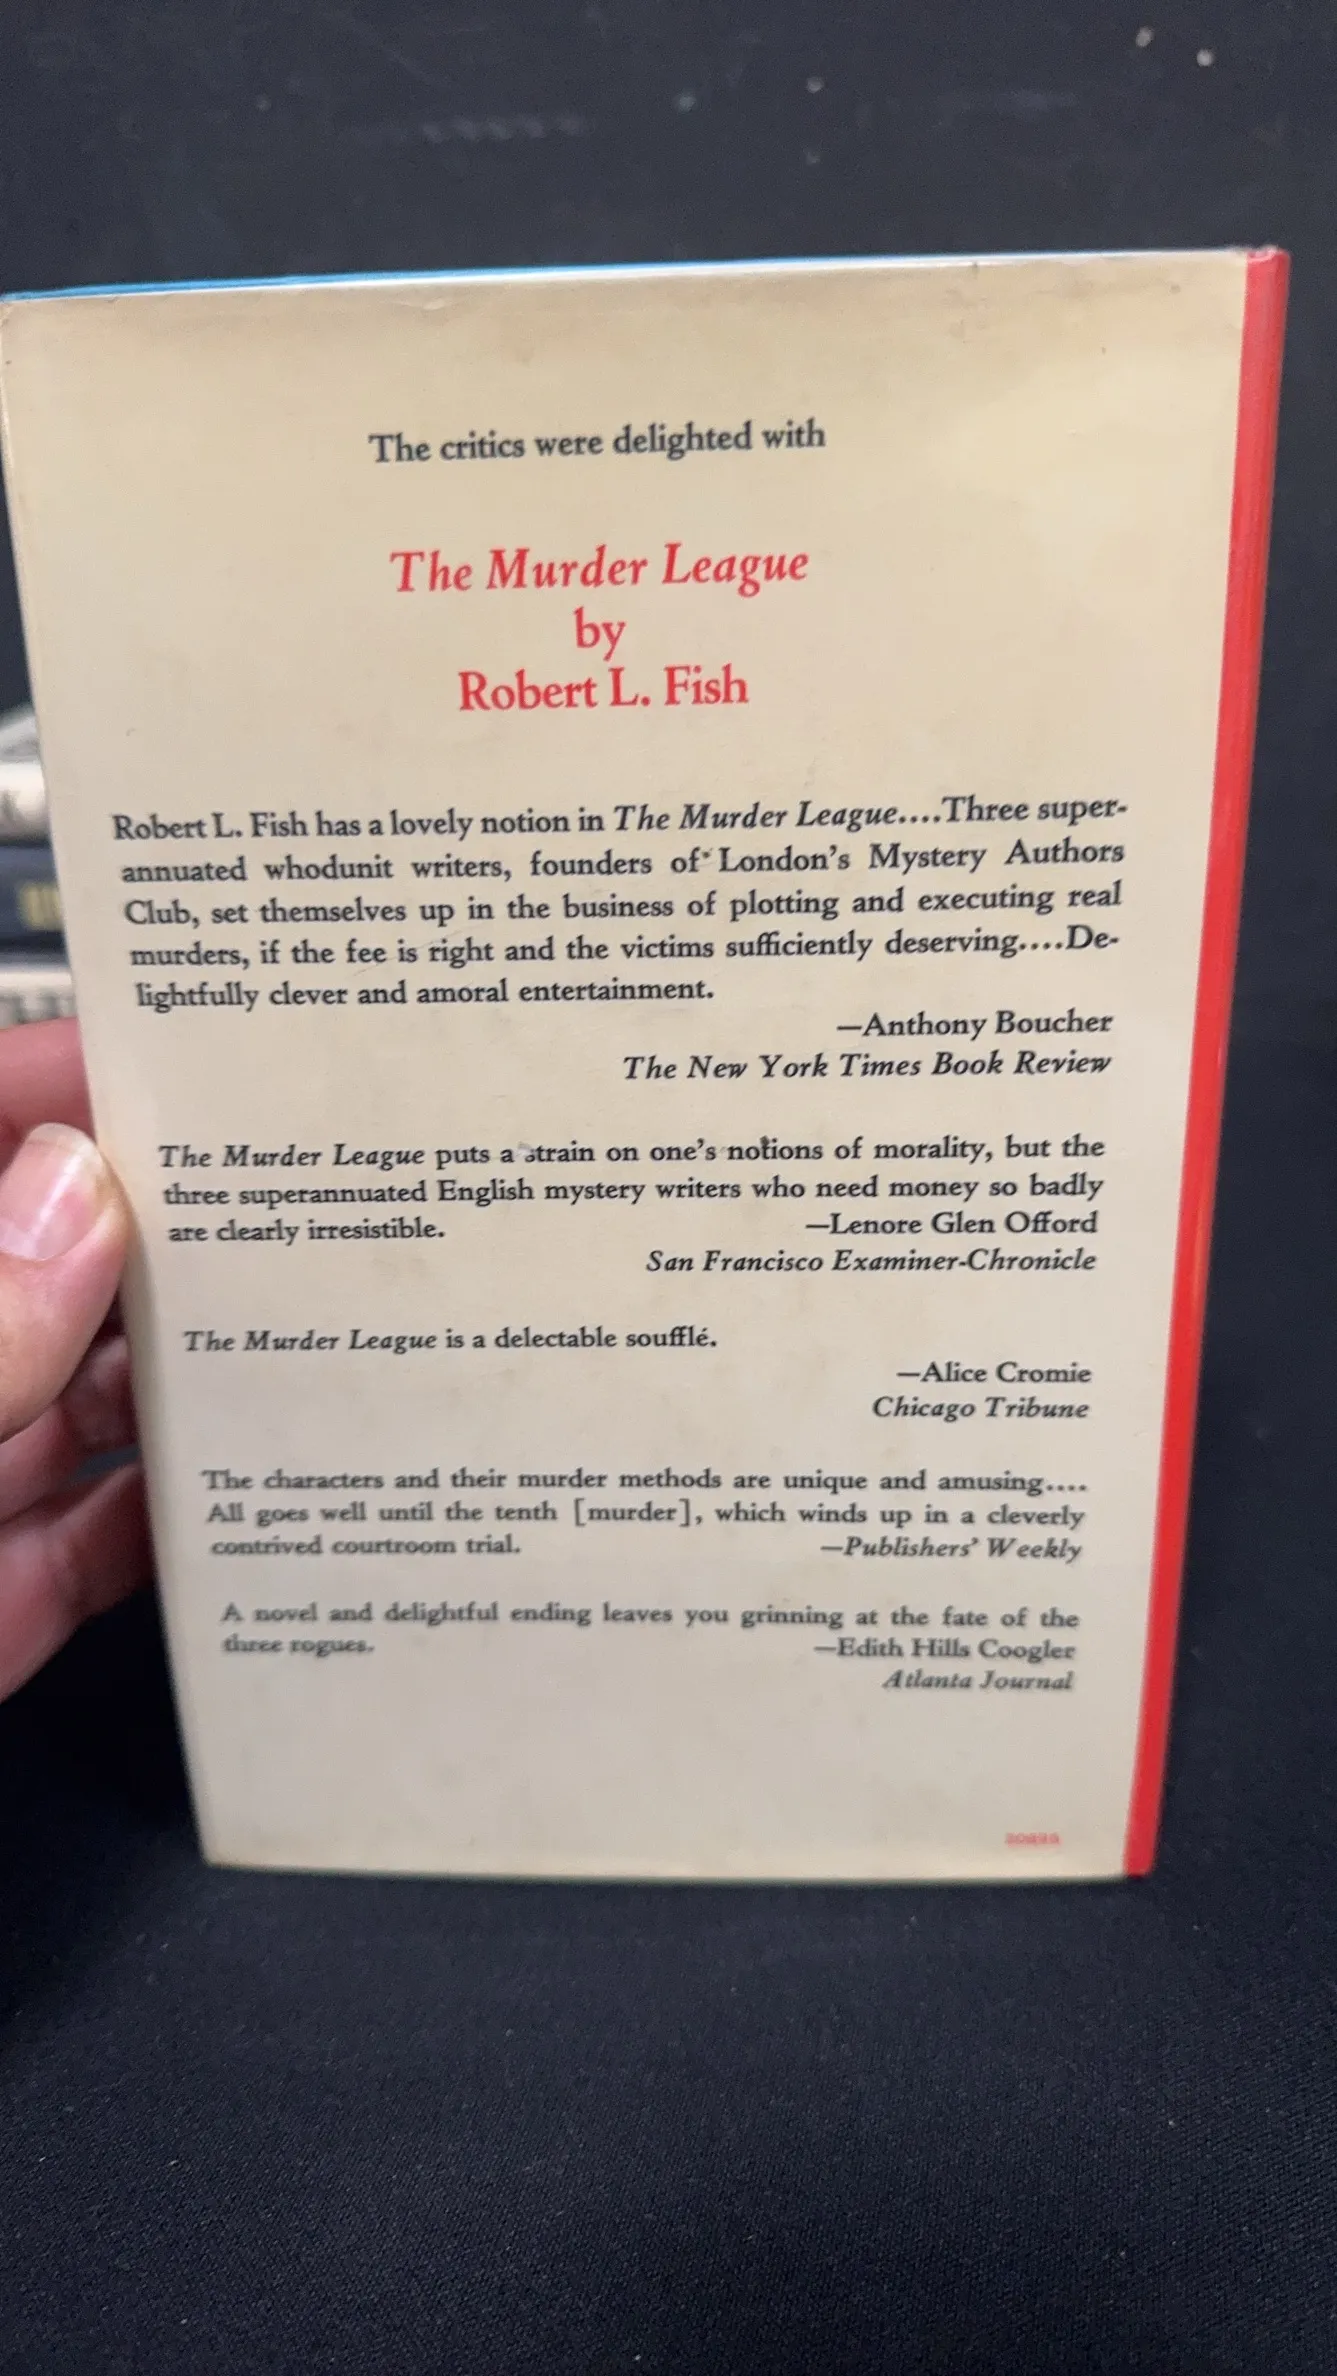 The critics were delighted with
The Murder League
by
Robert L. Fish
Robert L. Fish has a lovely notion in The Murder League....Three super-
annuated whodunit writers, founders of London's Mystery Authors
Club, set themselves up in the business of plotting and executing real
murders, if the fee is right and the victims sufficiently deserving....De-
lightfully clever and amoral entertainment.
—Anthony Boucher
The New York Times Book Review
The Murder League puts a strain on one's notions of morality, but the
three superannuated English mystery writers who need money so badly
are clearly irresistible. —Lenore Glen Offord
San Francisco Examiner-Chronicle
The Murder League is a delectable soufflé.
—Alice Cromie
Chicago Tribune
The characters and their murder methods are unique and amusing....
All goes well until the tenth [murder], which winds up in a cleverly
contrived courtroom trial. —Publishers' Weekly
A novel and delightful ending leaves you grinning at the fate of the
three rogues. —Edith Hills Coogler
Atlanta Journal